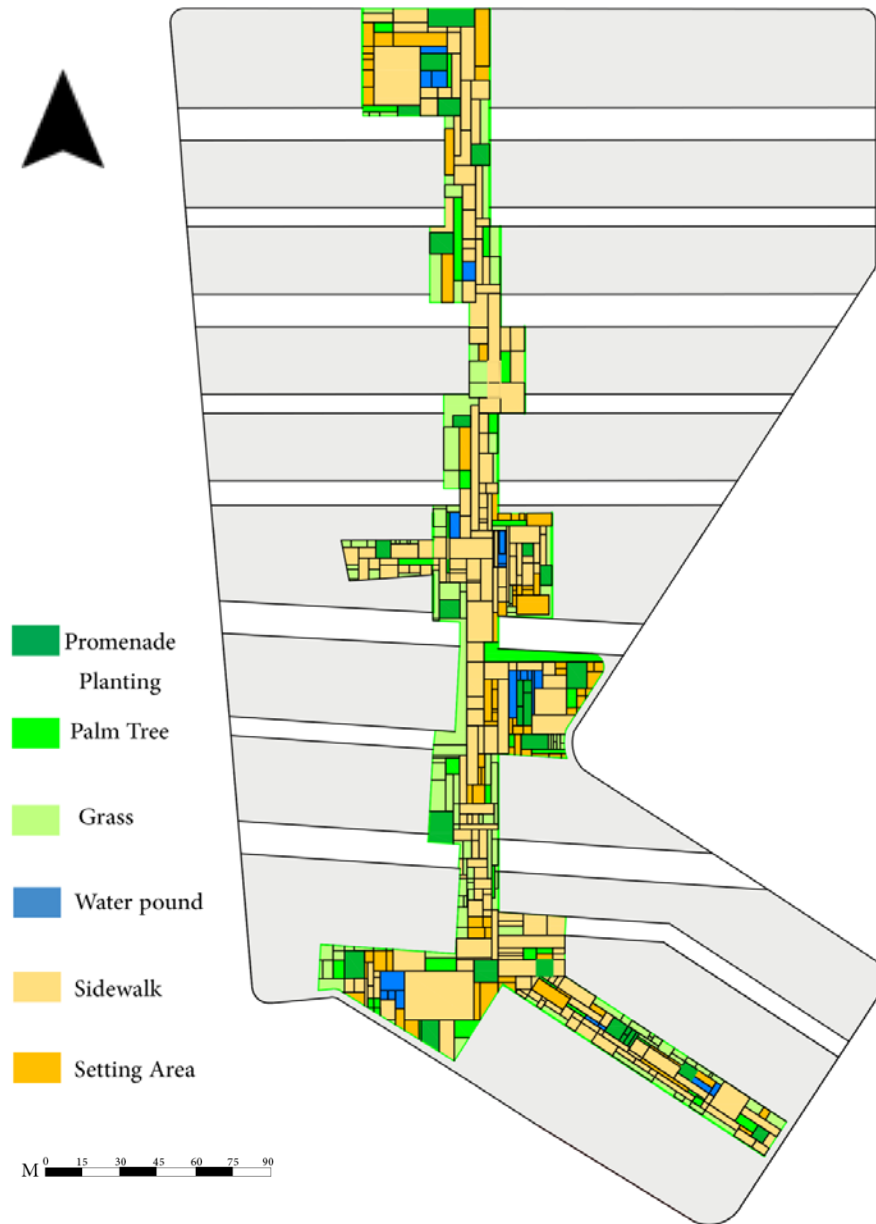 Promenade
Planting
Palm Tree
Grass
Water pound
Sidewalk
Setting Area
M 0 15 30 45 60 75 90